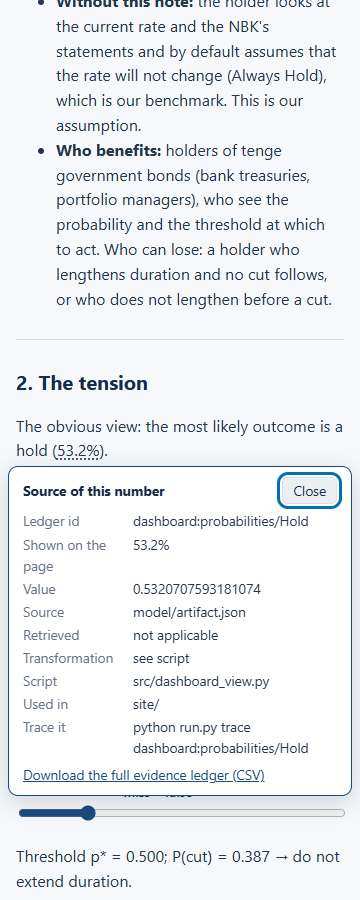 Without this note: the holder looks at
the current rate and the NBK's
statements and by default assumes that
the rate will not change (Always Hold),
which is our benchmark. This is our
assumption.
Who benefits: holders of tenge
government bonds (bank treasuries,
portfolio managers), who see the
probability and the threshold at which
to act. Who can lose: a holder who
lengthens duration and no cut follows,
or who does not lengthen before a cut.
2. The tension
The obvious view: the most likely outcome is a
hold (53.2%).
Source of this number
Close
Ledger id dashboard:probabilities/Hold
Shown on the page 53.2%
Value 0.5320707593181074
Source model/artifact.json
Retrieved not applicable
Transformation see script
Script src/dashboard_view.py
Used in site/
Trace it python run.py trace
dashboard:probabilities/Hold
Download the full evidence ledger (CSV)
Threshold p* = 0.500; P(cut) = 0.387 → do not
extend duration.